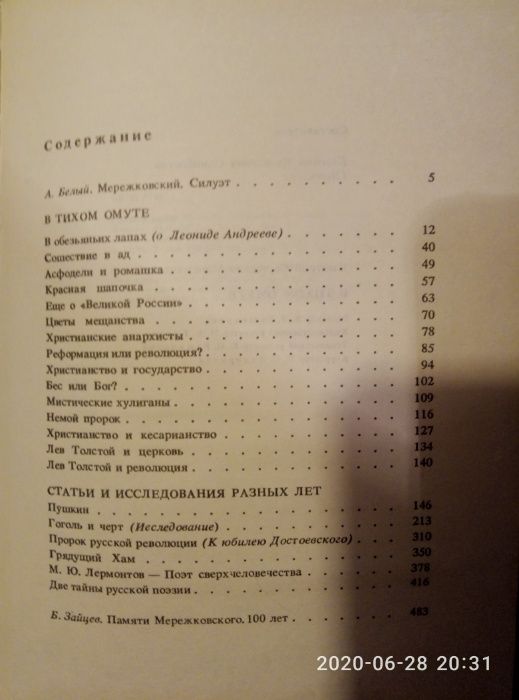 Содержание
А. Белый. Мережковский. Силуэт . . . . . . . . . . 5
В ТИХОМ ОМУТЕ
В обезьяньих лапах (о Леониде Андрееве) . . . . . . . 12
Сошествие в ад . . . . . . . . . . . . . . . 40
Асфодели и ромашка . . . . . . . . . . . . . 49
Красная шапочка . . . . . . . . . . . . . . 57
Еще о «Великой России» . . . . . . . . . . . . 63
Цветы мещанства . . . . . . . . . . . . . . 70
Христианские анархисты . . . . . . . . . . . . 78
Реформация или революция? . . . . . . . . . . . 85
Христианство и государство . . . . . . . . . . . 94
Бес или Бог? . . . . . . . . . . . . . . . 102
Мистические хулиганы . . . . . . . . . . . . . 109
Немой пророк . . . . . . . . . . . . . . . 116
Христианство и кесарианство . . . . . . . . . . 127
Лев Толстой и церковь . . . . . . . . . . . . 134
Лев Толстой и революция . . . . . . . . . . . . 140
СТАТЬИ И ИССЛЕДОВАНИЯ РАЗНЫХ ЛЕТ
Пушкин . . . . . . . . . . . . . . . . . 146
Гоголь и черт (Исследование) . . . . . . . . . . 213
Пророк русской революции (К юбилею Достоевского) . . . . 310
Грядущий Хам . . . . . . . . . . . . . . . 350
М. Ю. Лермонтов — Поэт сверхчеловечества . . . . . . 378
Две тайны русской поэзии . . . . . . . . . . . . 416
Б. Зайцев. Памяти Мережковского. 100 лет . . . . . . . 483
2020-06-28 20:31